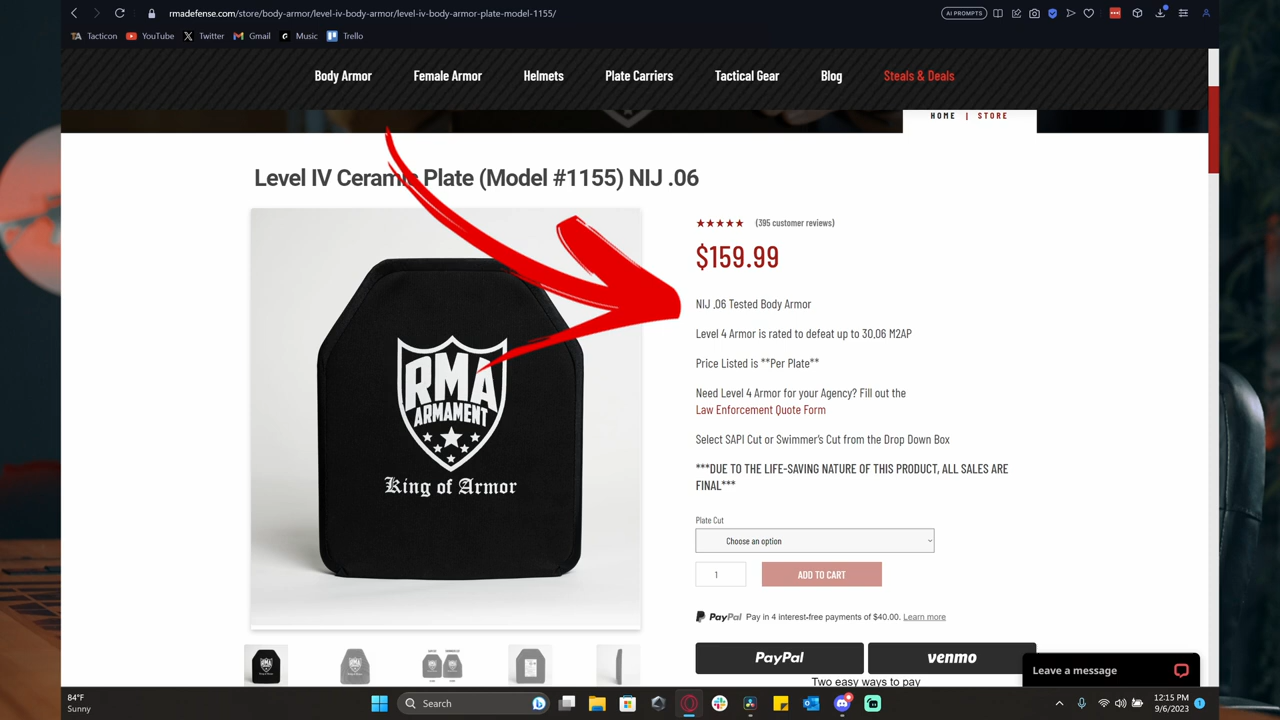 rmadefense.com/store/body-armor/level-iv-body-armor/level-iv-body-armor-plate-model-1155/
AI PROMPTS
Tacticon
YouTube
Twitter
Gmail
Music
Trello
Body Armor
Female Armor
Helmets
Plate Carriers
Tactical Gear
Blog
Steals & Deals
HOME | STORE
Level IV Ceramic Plate (Model #1155) NIJ .06
★★★★★ (395 customer reviews)
$159.99
NIJ .06 Tested Body Armor
Level 4 Armor is rated to defeat up to 30.06 M2AP
Price Listed is **Per Plate**
Need Level 4 Armor for your Agency? Fill out the
Law Enforcement Quote Form
Select SAPI Cut or Swimmer's Cut from the Drop Down Box
***DUE TO THE LIFE-SAVING NATURE OF THIS PRODUCT, ALL SALES ARE
FINAL***
RMA
ARMAMENT
King of Armor
Plate Cut
Choose an option
1
ADD TO CART
PayPal Pay in 4 interest-free payments of $40.00. Learn more
PayPal
venmo
Two easy ways to pay
Leave a message
84°F
Sunny
Search
12:15 PM
9/6/2023